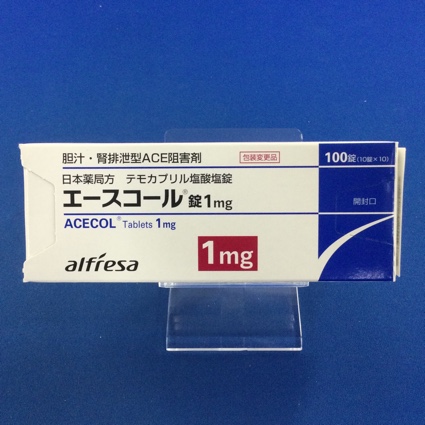 胆汁・腎排泄型ACE阻害剤
包装変更品
100錠(10錠×10)
日本薬局方 テモカプリル塩酸塩錠
エースコール®錠1mg
ACECOL® Tablets 1mg
開封口
1mg
alfresa